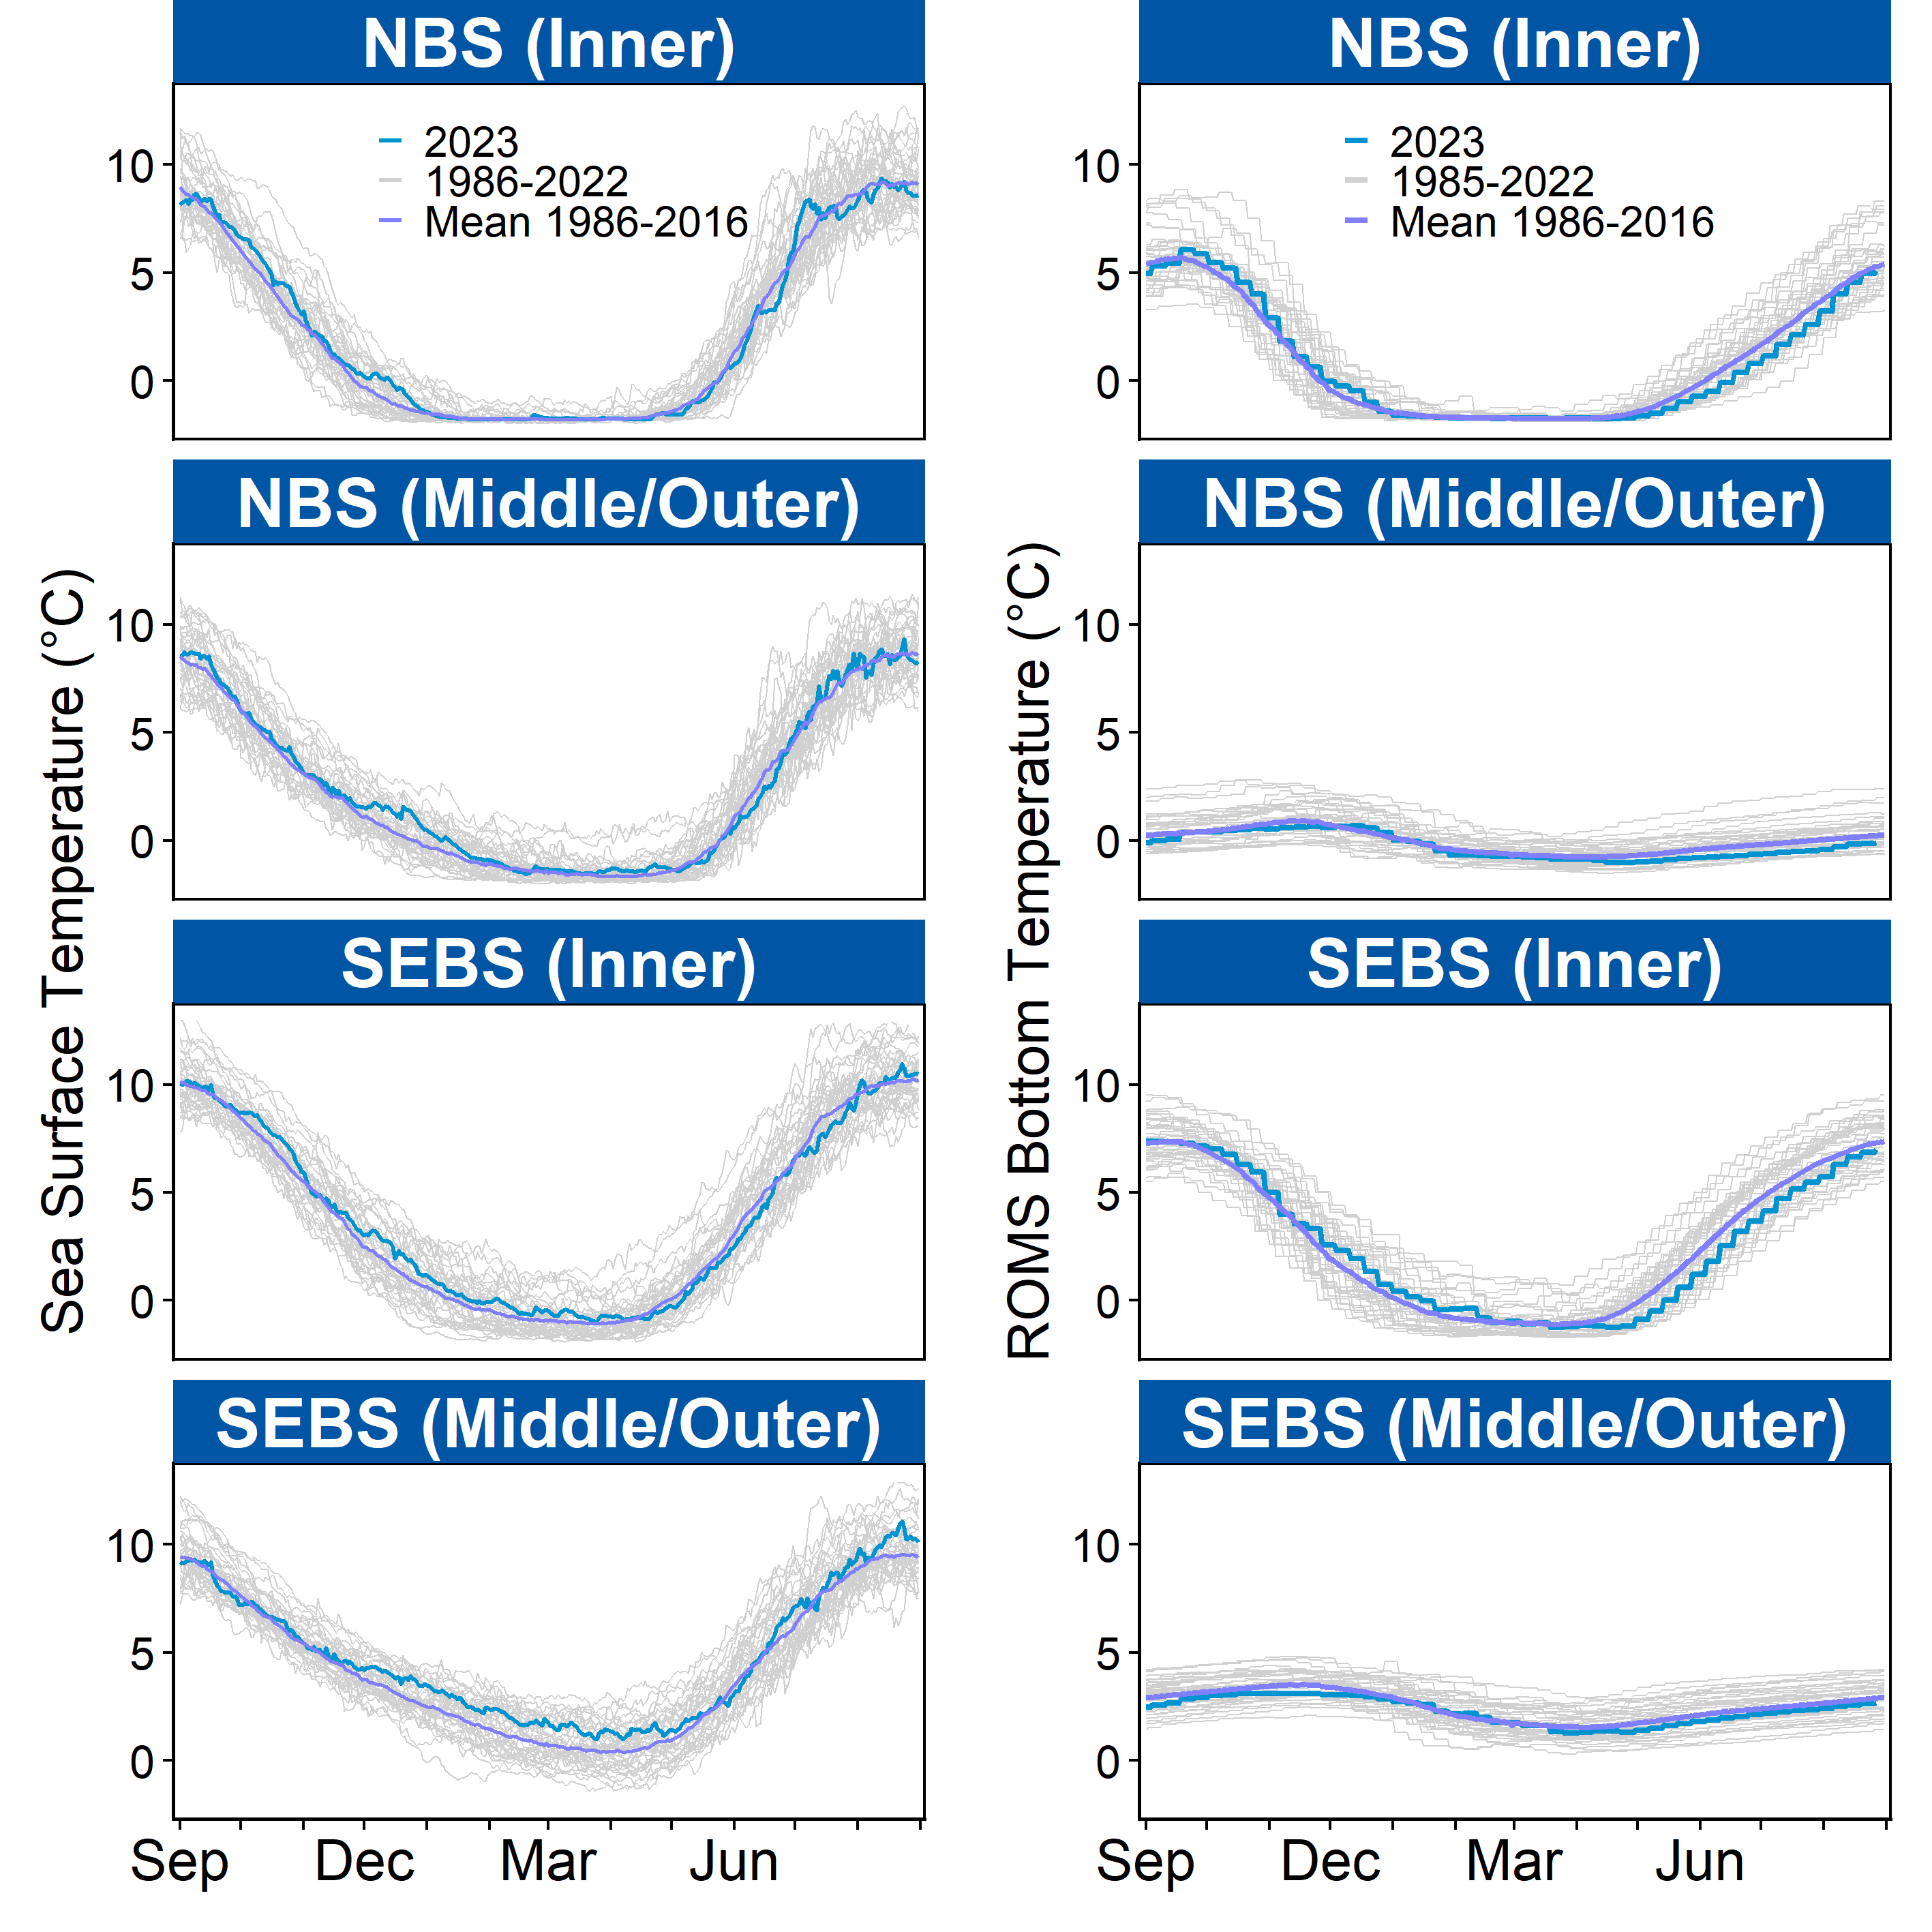 NBS (Inner)
2023
1986-2022
Mean 1986-2016
10
5
0
NBS (Middle/Outer)
10
5
0
SEBS (Inner)
10
5
0
SEBS (Middle/Outer)
10
5
0
Sep Dec Mar Jun
Sea Surface Temperature (°C)
NBS (Inner)
2023
1985-2022
Mean 1986-2016
10
5
0
NBS (Middle/Outer)
10
5
0
SEBS (Inner)
10
5
0
SEBS (Middle/Outer)
10
5
0
Sep Dec Mar Jun
ROMS Bottom Temperature (°C)